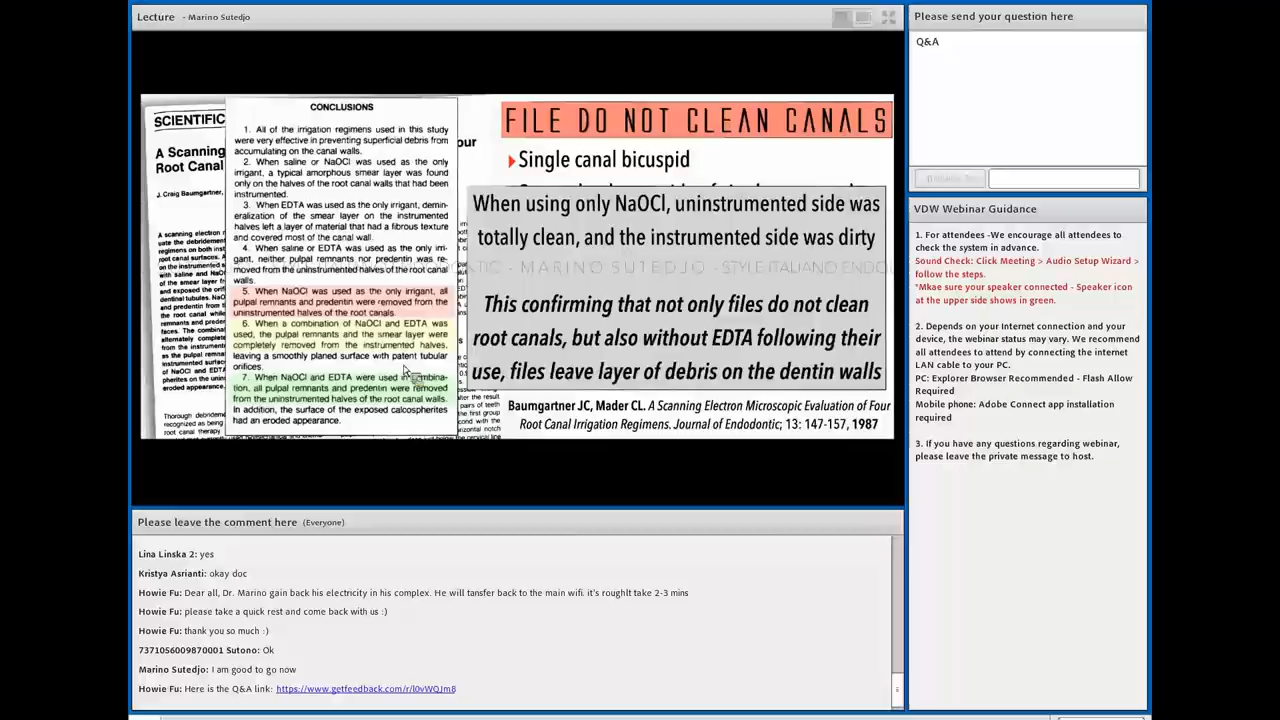 Lecture - Marino Sutedjo
SCIENTIFIC
A Scanning
Root Canal
J. Craig Baumgartner,
our
CONCLUSIONS
1. All of the irrigation regimens used in this study
were very effective in preventing superficial debris from
accumulating on the canal walls.
2. When saline or NaOCl was used as the only
irrigant, a typical amorphous smear layer was found
only on the halves of the root canal walls that had been
instrumented.
3. When EDTA was used as the only irrigant, demin-
eralization of the smear layer on the instrumented
halves left a layer of material that had a fibrous texture
and covered most of the canal wall.
4. When saline or EDTA was used as the only irri-
gant, neither pulpal remnants nor predentin was re-
moved from the uninstrumented halves of the root canal
walls.
5. When NaOCl was used as the only irrigant, all
pulpal remnants and predentin were removed from the
uninstrumented halves of the root canals.
6. When a combination of NaOCl and EDTA was
used, the pulpal remnants and the smear layer were
completely removed from the instrumented halves,
leaving a smoothly planed surface with patent tubular
orifices.
7. When NaOCl and EDTA were used in combina-
tion, all pulpal remnants and predentin were removed
from the uninstrumented halves of the root canal walls.
In addition, the surface of the exposed calcospherites
had an eroded appearance.
FILE DO NOT CLEAN CANALS
Single canal bicuspid
When using only NaOCl, uninstrumented side was
totally clean, and the instrumented side was dirty
- MARINO SUTEDJO - STYLE ITALIANO
This confirming that not only files do not clean
root canals, but also without EDTA following their
use, files leave layer of debris on the dentin walls
Baumgartner JC, Mader CL. A Scanning Electron Microscopic Evaluation of Four
Root Canal Irrigation Regimens. Journal of Endodontic; 13: 147-157, 1987
Please leave the comment here (Everyone)
Lina Linska 2: yes
Kristya Asrianti: okay doc
Howie Fu: Dear all, Dr. Marino gain back his electricity in his complex. He will tansfer back to the main wifi. it's roughlt take 2-3 mins
Howie Fu: please take a quick rest and come back with us :)
Howie Fu: thank you so much :)
7371056009870001 Sutono: Ok
Marino Sutedjo: I am good to go now
Howie Fu: Here is the Q&A link: https://www.getfeedback.com/r/l0vWQJm8
Please send your question here
Q&A
VDW Webinar Guidance
1. For attendees -We encourage all attendees to
check the system in advance.
Sound Check: Click Meeting > Audio Setup Wizard >
follow the steps.
*Mkae sure your speaker connected - Speaker icon
at the upper side shows in green.
2. Depends on your Internet connection and your
device, the webinar status may vary. We recommend
all attendees to attend by connecting the internet
LAN cable to your PC.
PC: Explorer Browser Recommended - Flash Allow
Required
Mobile phone: Adobe Connect app installation
required
3. If you have any questions regarding webinar,
please leave the private message to host.